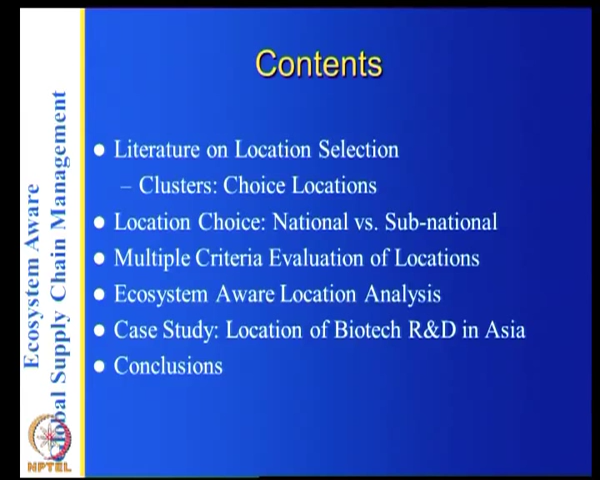 Contents
Ecosystem Aware
Global Supply Chain Management
● Literature on Location Selection
– Clusters: Choice Locations
● Location Choice: National vs. Sub-national
● Multiple Criteria Evaluation of Locations
● Ecosystem Aware Location Analysis
● Case Study: Location of Biotech R&D in Asia
● Conclusions
NPTEL